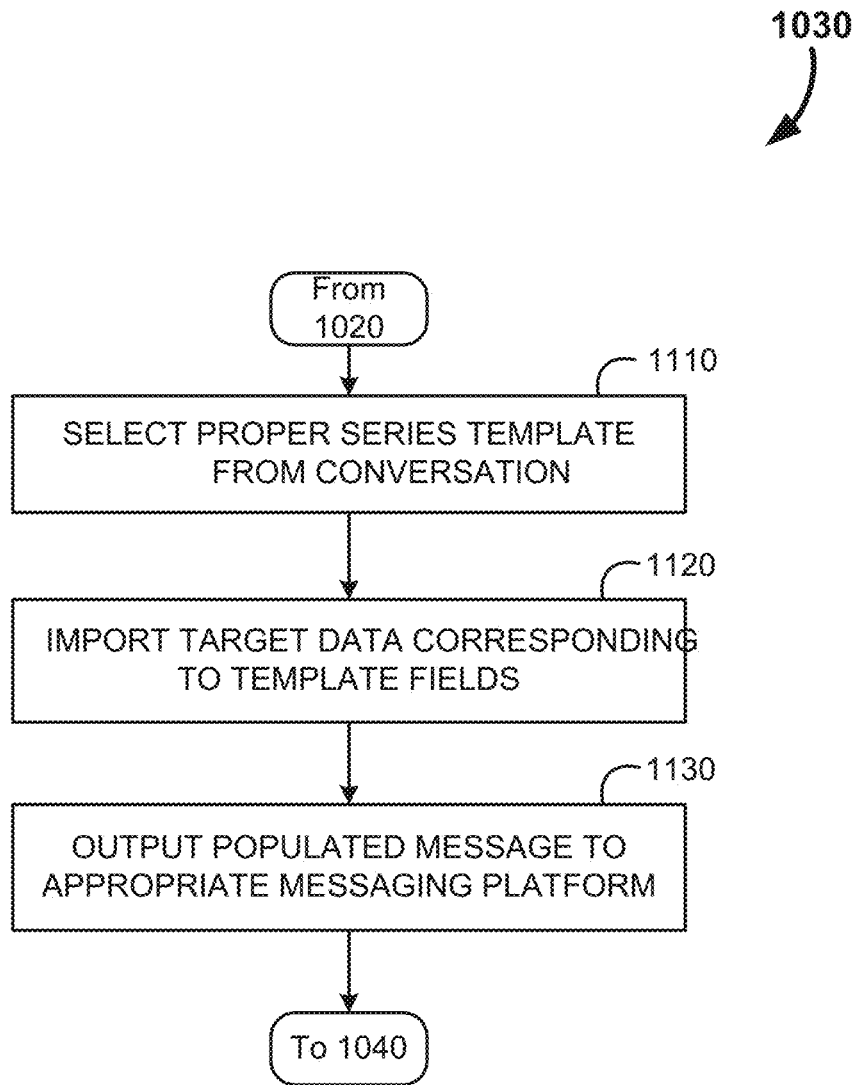 1030
From
1020
1110
SELECT PROPER SERIES TEMPLATE
FROM CONVERSATION
1120
IMPORT TARGET DATA CORRESPONDING
TO TEMPLATE FIELDS
1130
OUTPUT POPULATED MESSAGE TO
APPROPRIATE MESSAGING PLATFORM
To 1040